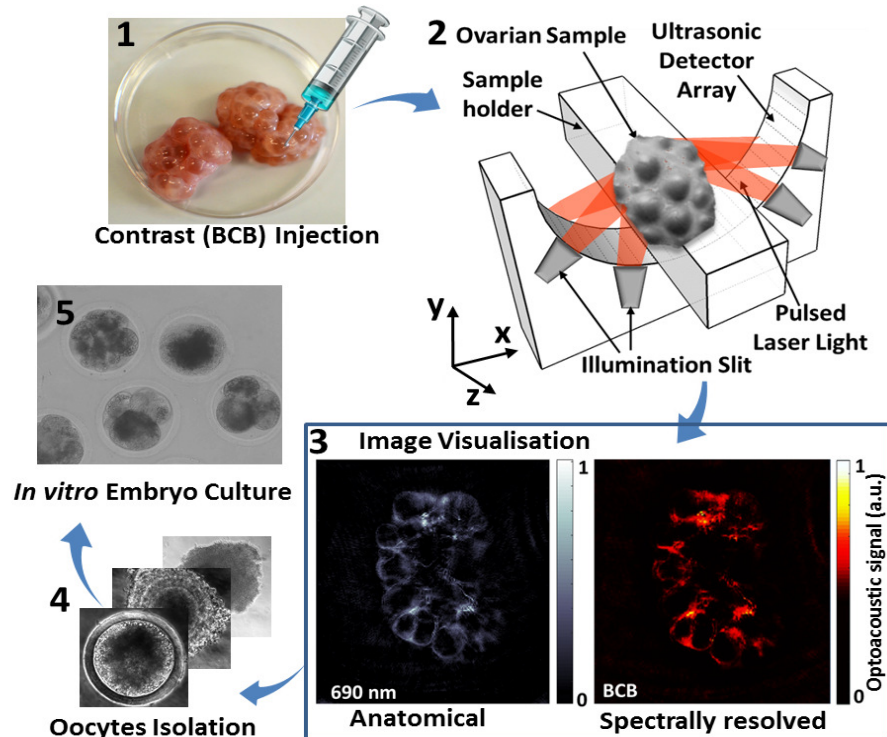 1
Contrast (BCB) Injection
2
Ovarian Sample
Ultrasonic
Detector
Array
Sample
holder
Pulsed
Laser Light
Illumination Slit
y
x
z
3
Image Visualisation
1
0
690 nm
Anatomical
1
0
Optoacoustic signal (a.u.)
BCB
Spectrally resolved
4
Oocytes Isolation
5
In vitro Embryo Culture